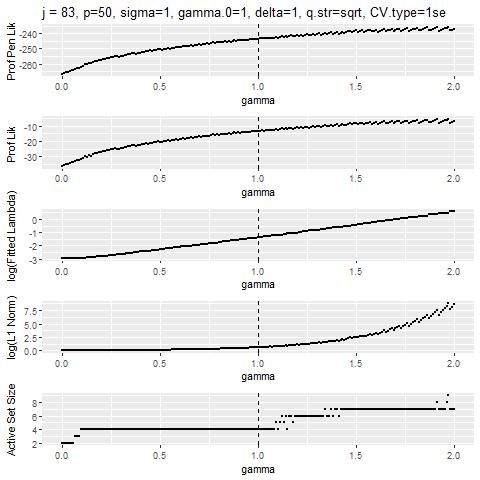 j = 83, p=50, sigma=1, gamma.0=1, delta=1, q.str=sqrt, CV.type=1se
Prof Pen Lik
-240
-250
-260
0.0 0.5 1.0 1.5 2.0
gamma
Prof Lik
-10
-20
-30
0.0 0.5 1.0 1.5 2.0
gamma
log(Fitted Lambda)
0
-1
-2
-3
0.0 0.5 1.0 1.5 2.0
gamma
log(L1 Norm)
7.5
5.0
2.5
0.0
0.0 0.5 1.0 1.5 2.0
gamma
Active Set Size
8
6
4
2
0.0 0.5 1.0 1.5 2.0
gamma